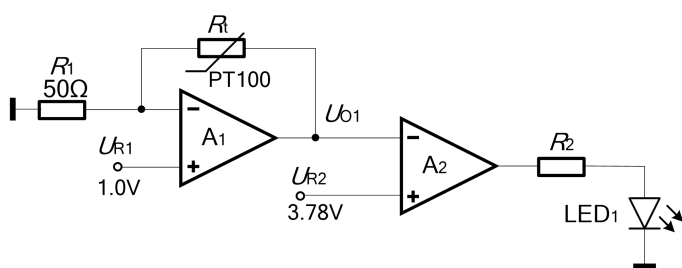 R1
50Ω
Rt
PT100
−
A1
+
UR1
1.0V
UO1
UR2
3.78V
−
A2
+
R2
LED1